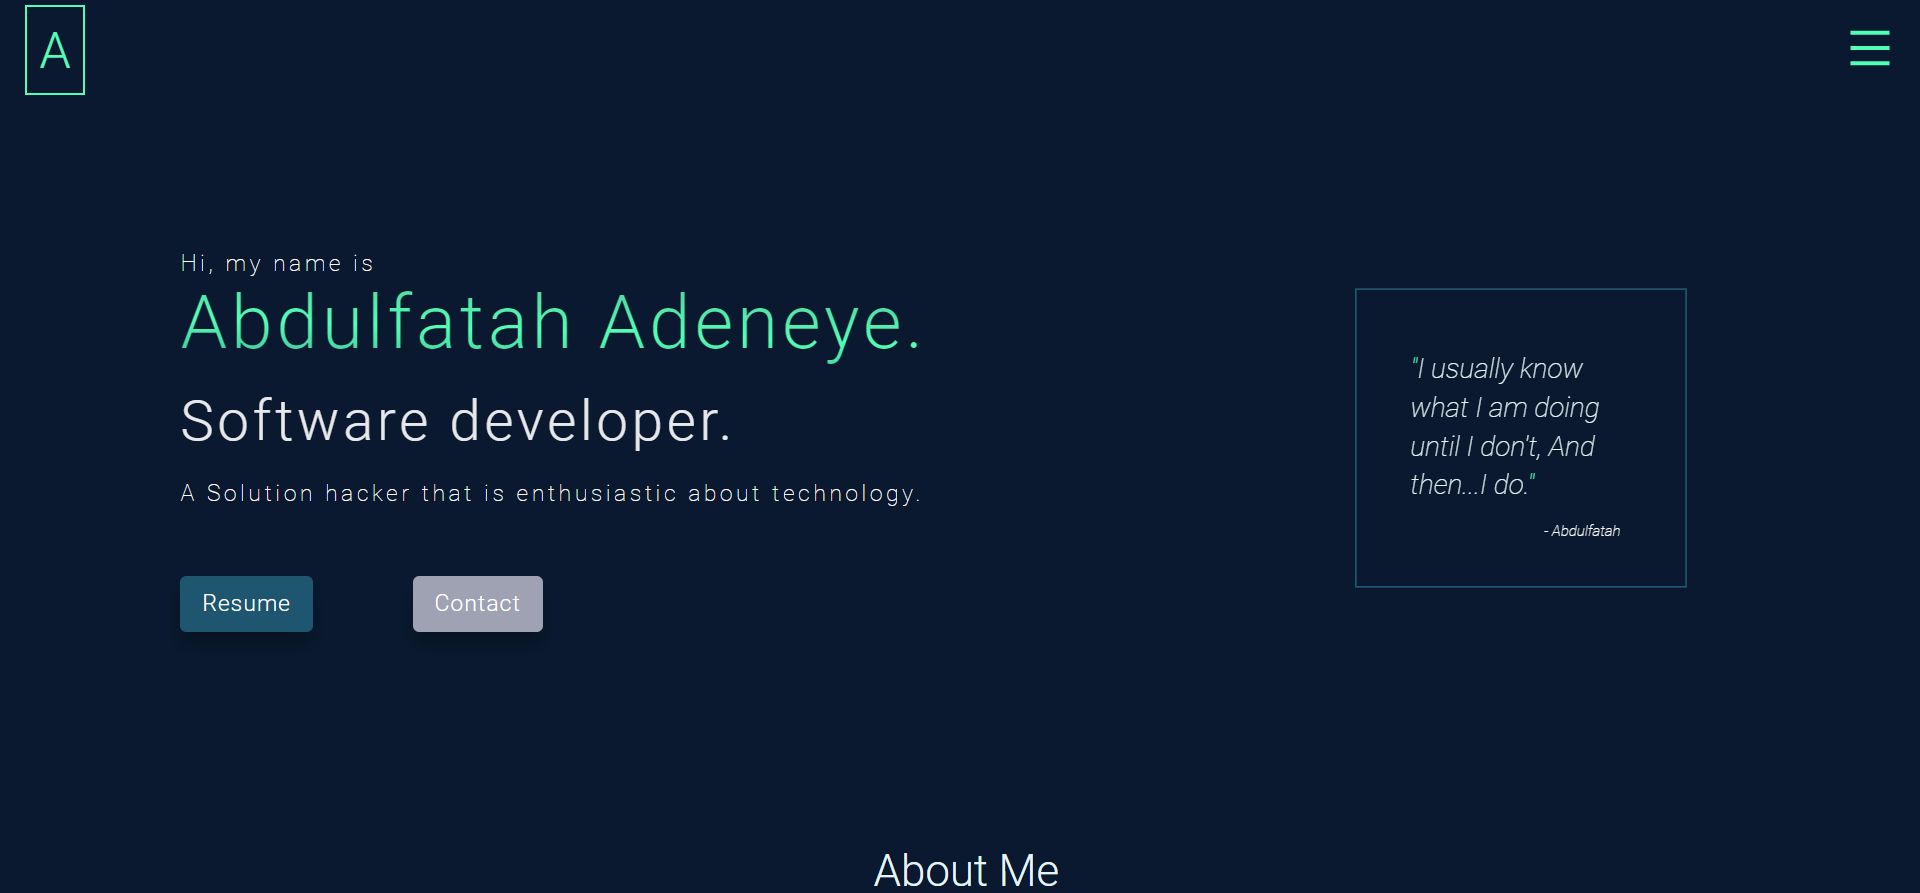 A
Hi, my name is
Abdulfatah Adeneye.
Software developer.
A Solution hacker that is enthusiastic about technology.
Resume
Contact
"I usually know
what I am doing
until I don't, And
then...I do."
- Abdulfatah
About Me